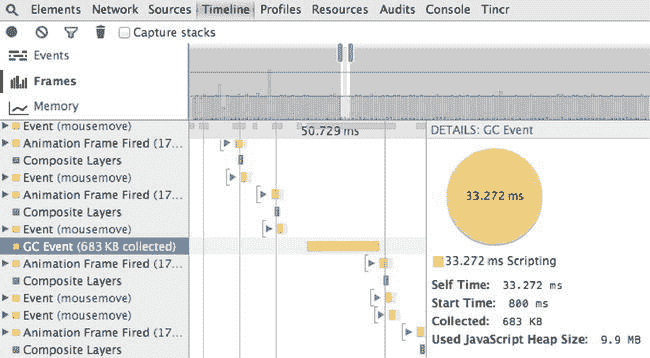 Elements Network Sources Timeline Profiles Resources Audits Console Tincr
Capture stacks
Events
Frames
Memory
50.729 ms
Event (mousemove)
Animation Frame Fired (17...
Composite Layers
Event (mousemove)
Animation Frame Fired (17...
Composite Layers
Event (mousemove)
GC Event (683 KB collected)
Animation Frame Fired (17...
Composite Layers
Event (mousemove)
Event (mousemove)
Animation Frame Fired (17...
Composite Layers
DETAILS: GC Event
33.272 ms
33.272 ms Scripting
Self Time: 33.272 ms
Start Time: 800 ms
Collected: 683 KB
Used JavaScript Heap Size: 9.9 MB